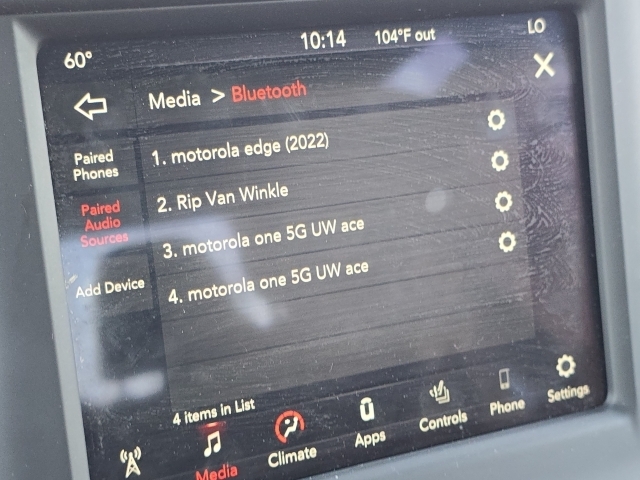 60° 10:14 104°F out LO
Media > Bluetooth X
Paired
Phones
Paired
Audio
Sources
Add Device
1. motorola edge (2022)
2. Rip Van Winkle
3. motorola one 5G UW ace
4. motorola one 5G UW ace
4 items in List
Media Climate Apps Controls Phone Settings